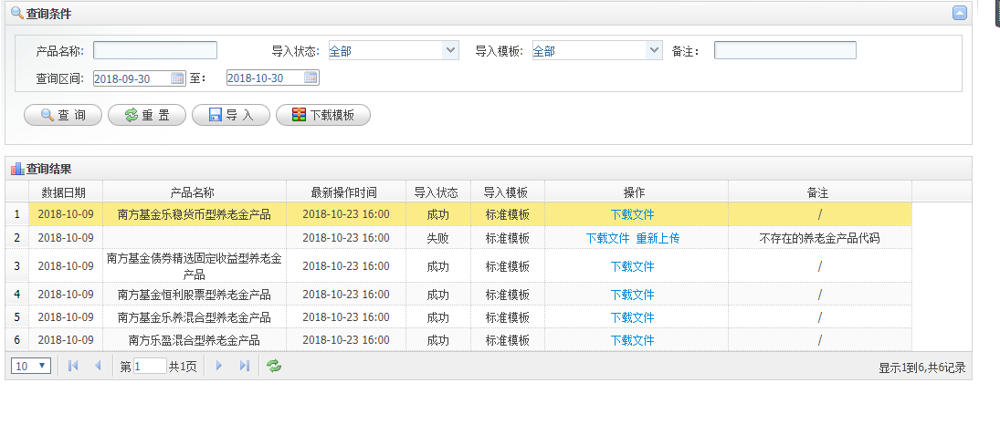 查询条件
产品名称: 导入状态: 全部 导入模板: 全部 备注:
查询区间: 2018-09-30 至: 2018-10-30
查 询 重 置 导 入 下载模板
查询结果
数据日期 产品名称 最新操作时间 导入状态 导入模板 操作 备注
1 2018-10-09 南方基金乐稳货币型养老金产品 2018-10-23 16:00 成功 标准模板 下载文件 /
2 2018-10-09 2018-10-23 16:00 失败 标准模板 下载文件 重新上传 不存在的养老金产品代码
3 2018-10-09 南方基金债券精选固定收益型养老金产品 2018-10-23 16:00 成功 标准模板 下载文件 /
4 2018-10-09 南方基金恒利股票型养老金产品 2018-10-23 16:00 成功 标准模板 下载文件 /
5 2018-10-09 南方基金乐养混合型养老金产品 2018-10-23 16:00 成功 标准模板 下载文件 /
6 2018-10-09 南方乐盈混合型养老金产品 2018-10-23 16:00 成功 标准模板 下载文件 /
10 第 1 共1页 显示1到6,共6记录